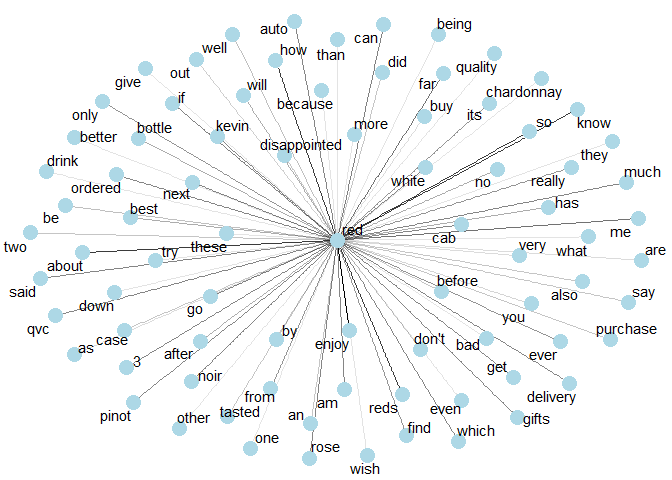 auto
can
being
well
how
than
out
did
quality
give
will
far
chardonnay
if
because
buy
its
only
kevin
more
so
know
better
bottle
disappointed
they
drink
ordered
next
white
no
really
much
be
best
has
two
these
red
cab
me
about
try
very
what
are
said
down
go
before
also
say
qvc
case
by
enjoy
you
purchase
as
3
after
don't
bad
ever
noir
get
pinot
from
am
reds
delivery
other
tasted
an
even
gifts
one
rose
find
which
wish